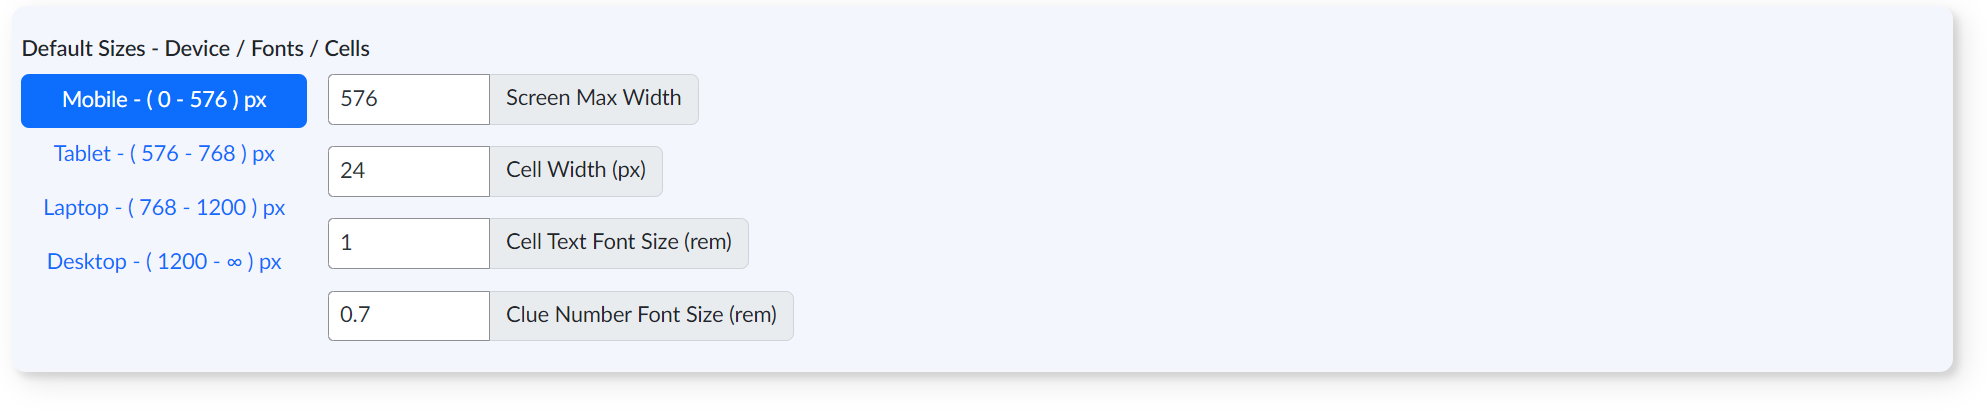 Default Sizes - Device / Fonts / Cells
Mobile - ( 0 - 576 ) px
Tablet - ( 576 - 768 ) px
Laptop - ( 768 - 1200 ) px
Desktop - ( 1200 - ∞ ) px
576 Screen Max Width
24 Cell Width (px)
1 Cell Text Font Size (rem)
0.7 Clue Number Font Size (rem)